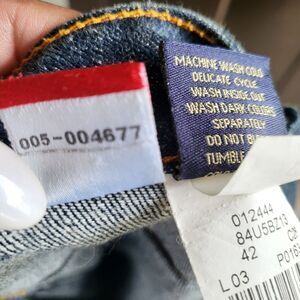 005-004677
MACHINE WASH COLD
DELICATE CYCLE
WASH INSIDE OUT
WASH DARK COLORS
SEPARATELY
DO NOT
TUMBLE
012444
84U5BZ13
42
L03